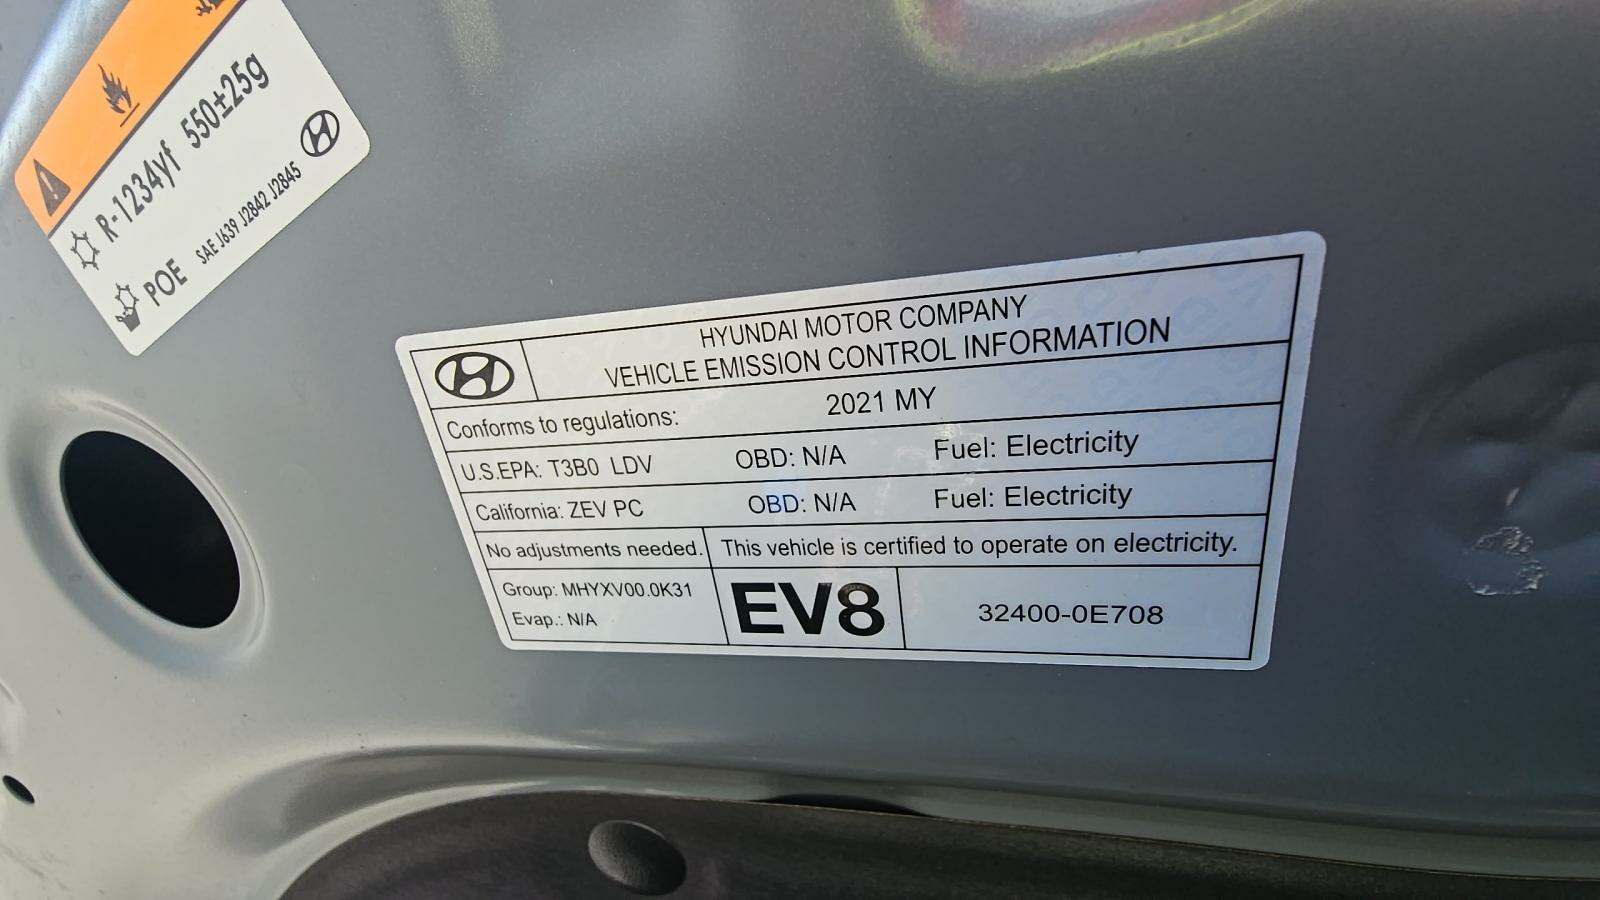 R-1234yf 550±25g
POE SAE J639 J2842 J2845
HYUNDAI MOTOR COMPANY
VEHICLE EMISSION CONTROL INFORMATION
Conforms to regulations: 2021 MY
U.S.EPA: T3B0 LDV OBD: N/A Fuel: Electricity
California: ZEV PC OBD: N/A Fuel: Electricity
No adjustments needed. This vehicle is certified to operate on electricity.
Group: MHYXV00.0K31
Evap.: N/A
EV8
32400-0E708